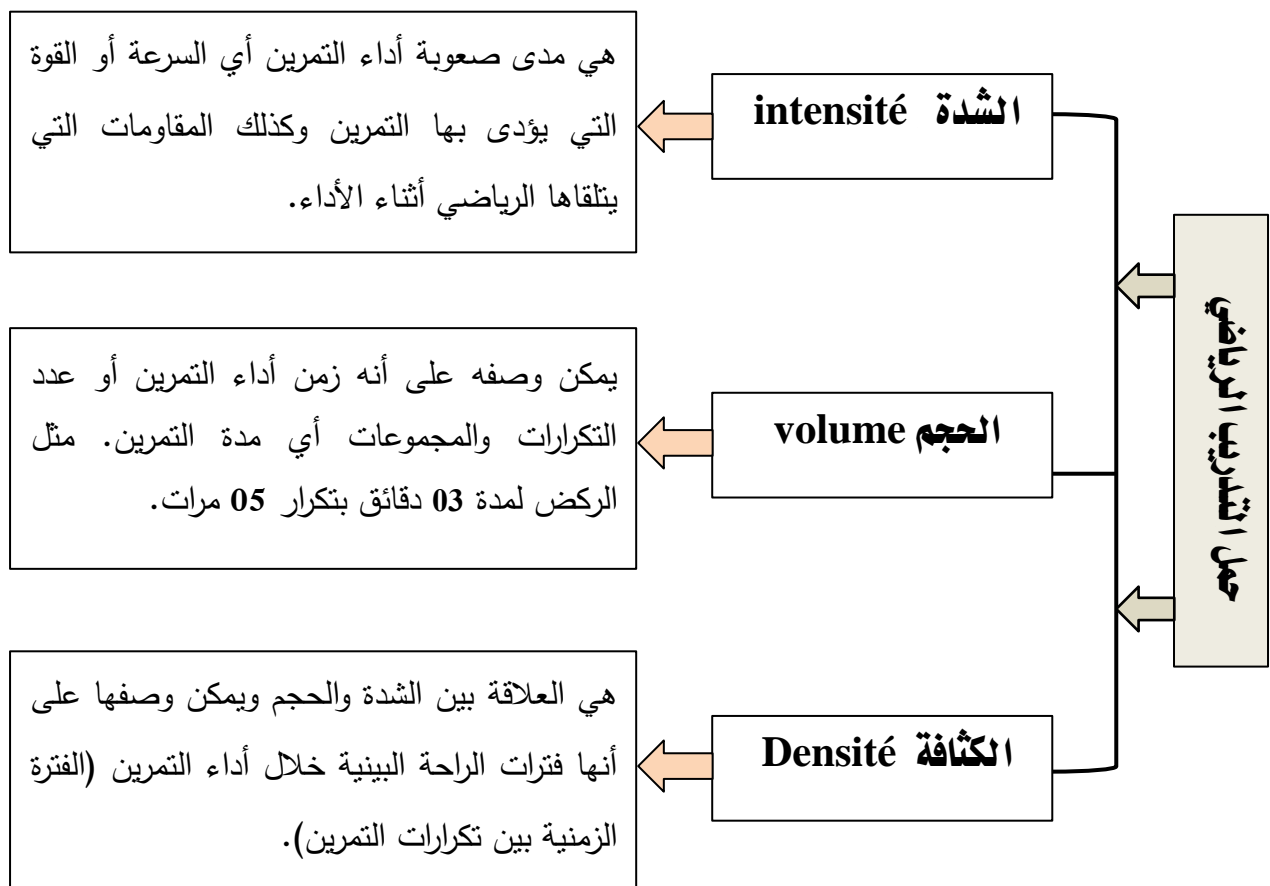 حمل التدريب الرياضي
الشدة intensité
هي مدى صعوبة أداء التمرين أي السرعة أو القوة
التي يؤدى بها التمرين وكذلك المقاومات التي
يتلقاها الرياضي أثناء الأداء.
الحجم volume
يمكن وصفه على أنه زمن أداء التمرين أو عدد
التكرارات والمجموعات أي مدة التمرين. مثل
الركض لمدة 03 دقائق بتكرار 05 مرات.
الكثافة Densité
هي العلاقة بين الشدة والحجم ويمكن وصفها على
أنها فترات الراحة البينية خلال أداء التمرين (الفترة
الزمنية بين تكرارات التمرين).